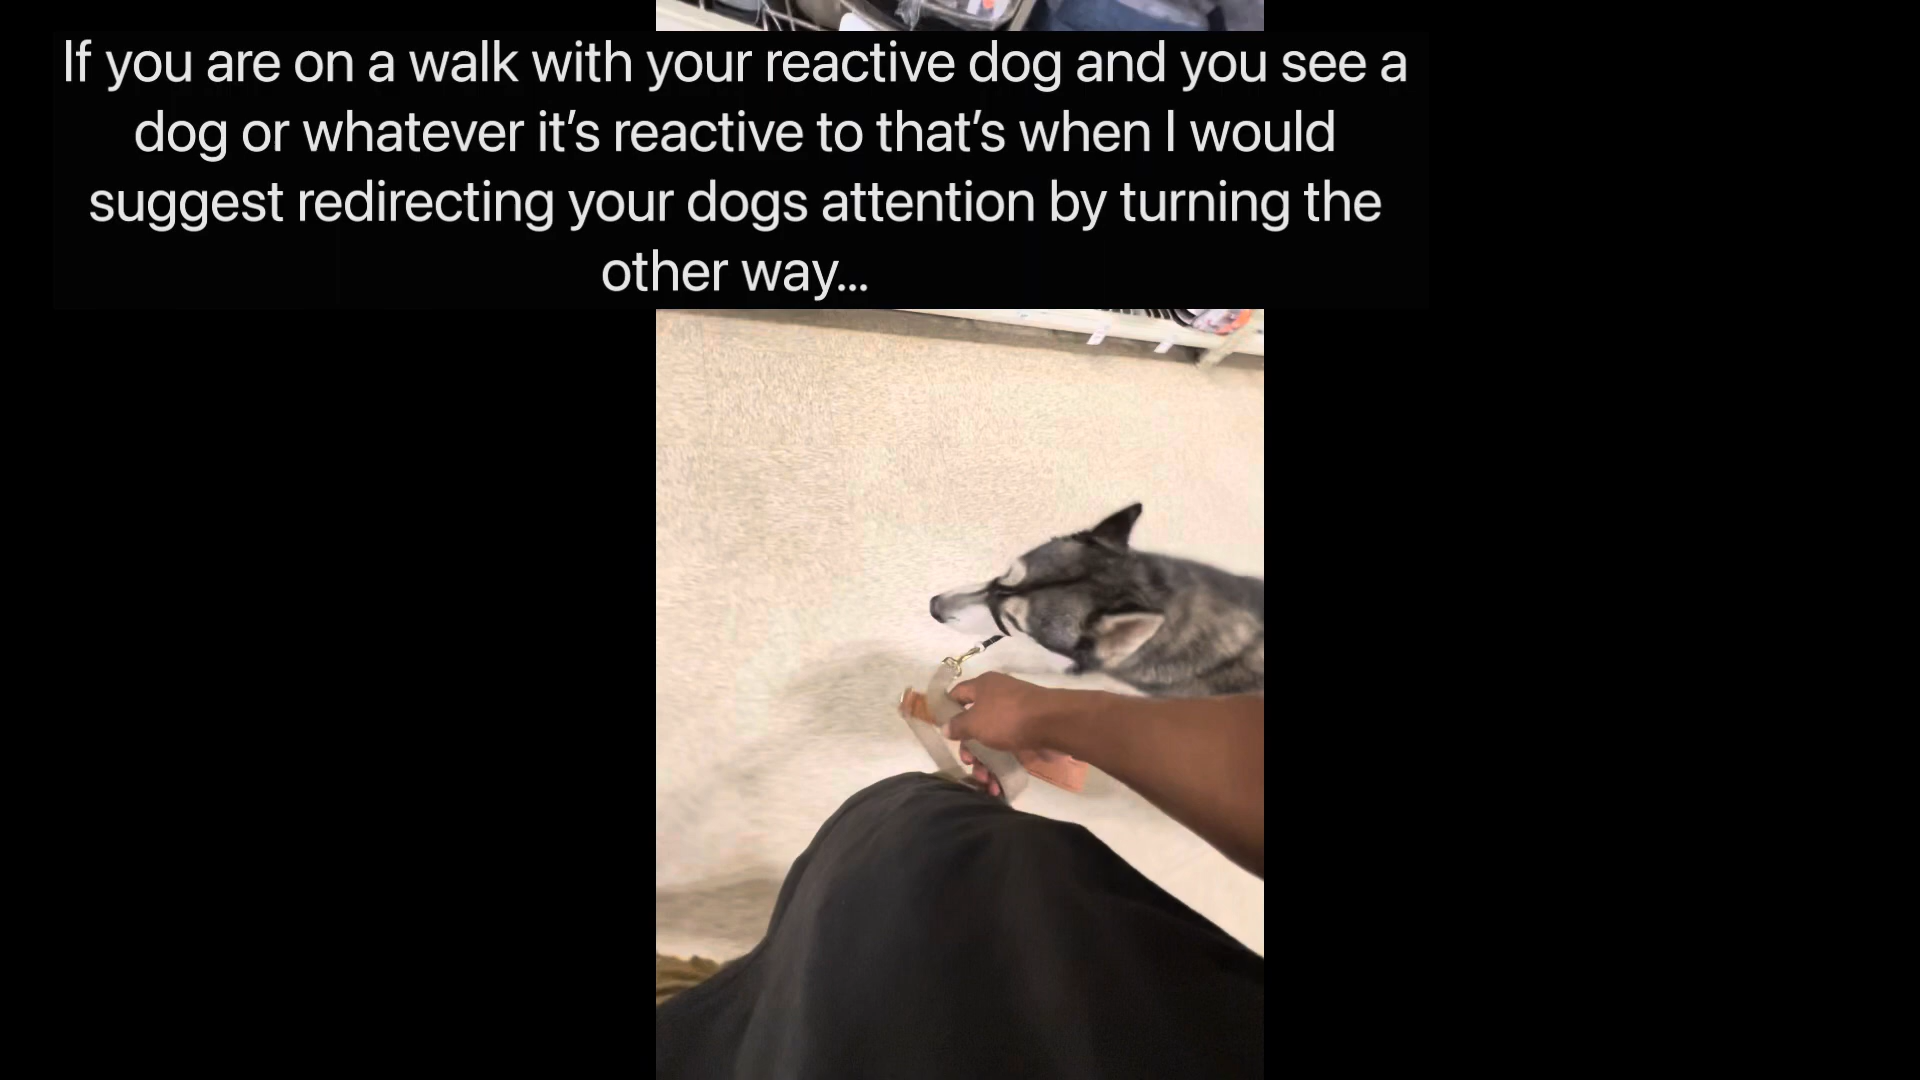 If you are on a walk with your reactive dog and you see a
dog or whatever it’s reactive to that’s when I would
suggest redirecting your dogs attention by turning the
other way...